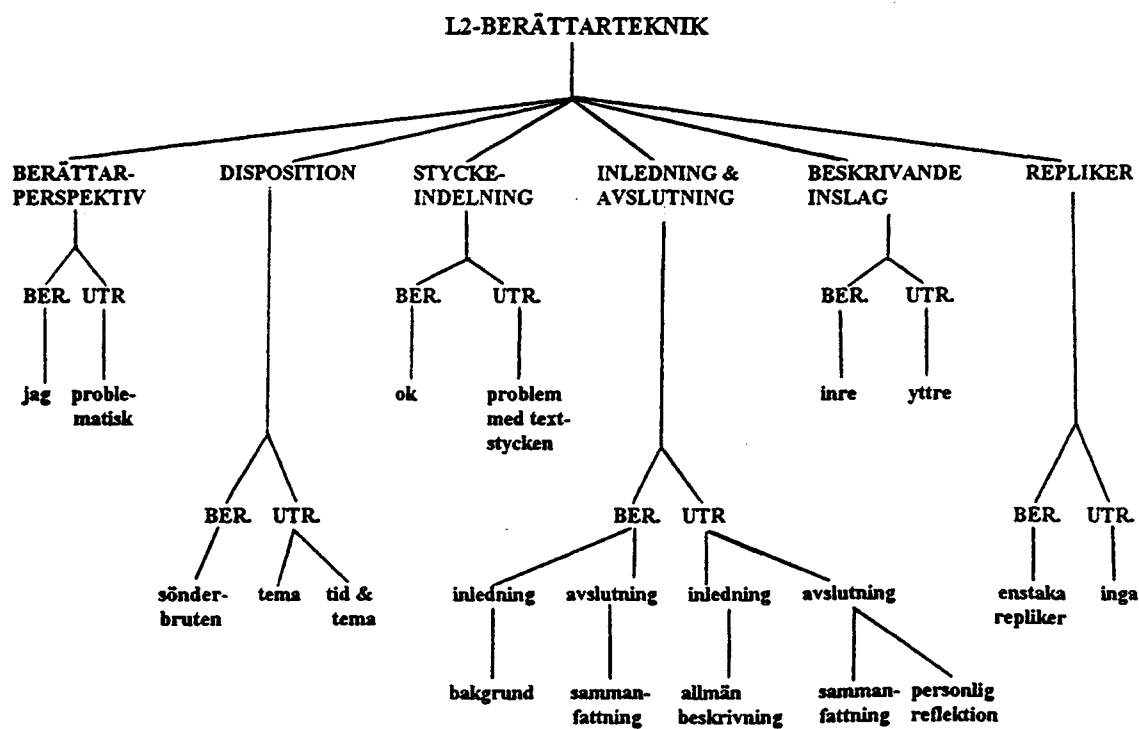 L2-BERÄTTARTEKNIK
BERÄTTAR-
PERSPEKTIV
DISPOSITION
STYCKE-
INDELNING
INLEDNING &
AVSLUTNING
BESKRIVANDE
INSLAG
REPLIKER
BER. UTR
BER. UTR.
BER. UTR.
jag
proble-
matisk
ok
problem
med text-
stycken
inre
yttre
BER. UTR.
BER. UTR
BER. UTR.
sönder-
bruten
tema
tid &
tema
inledning
avslutning
inledning
avslutning
enstaka
repliker
inga
bakgrund
samman-
fattning
allmän
beskrivning
samman-
fattning
personlig
reflektion